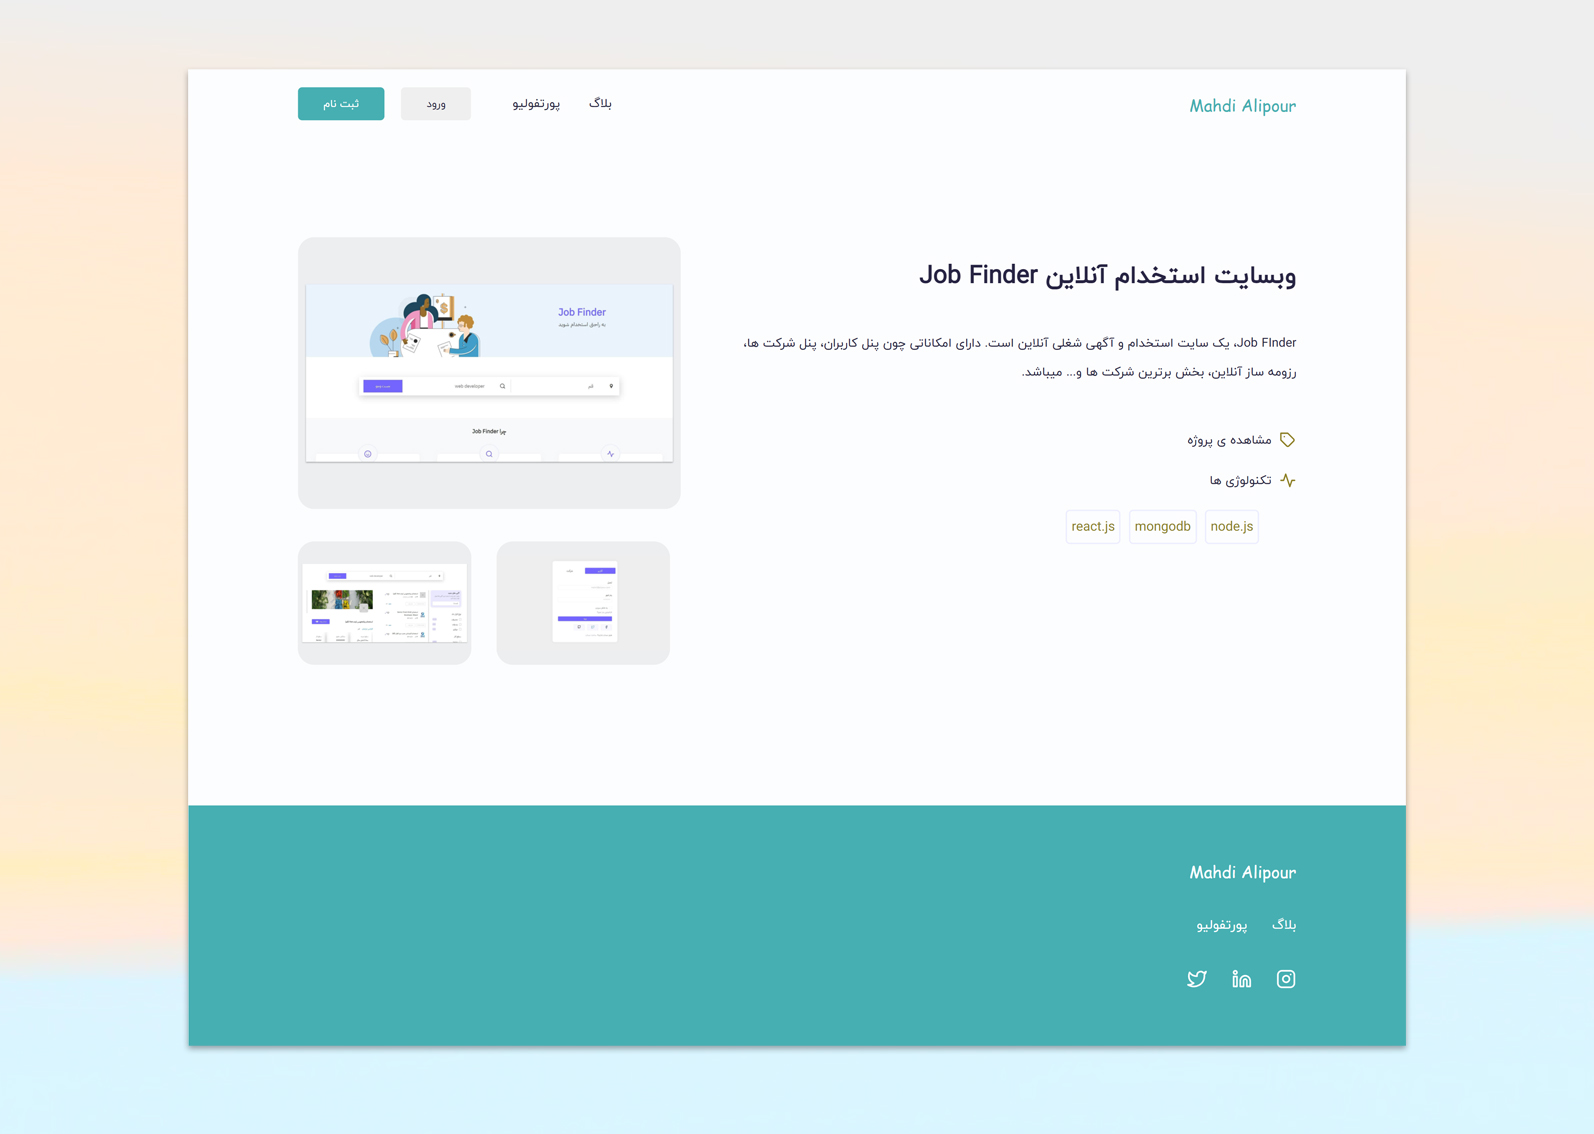 Mahdi Alipour
بلاگ
پورتفولیو
ورود
ثبت نام
وبسایت استخدام آنلاین Job Finder
Job FInder، یک سایت استخدام و آگهی شغلی آنلاین است. دارای امکاناتی چون پنل کاربران، پنل شرکت ها،
رزومه ساز آنلاین، بخش برترین شرکت ها و... میباشد.
مشاهده ی پروژه
تکنولوژی ها
node.js
mongodb
react.js
Job Finder
به راحتی استخدام شوید
web developer
چرا Job Finder
Mahdi Alipour
بلاگ
پورتفولیو